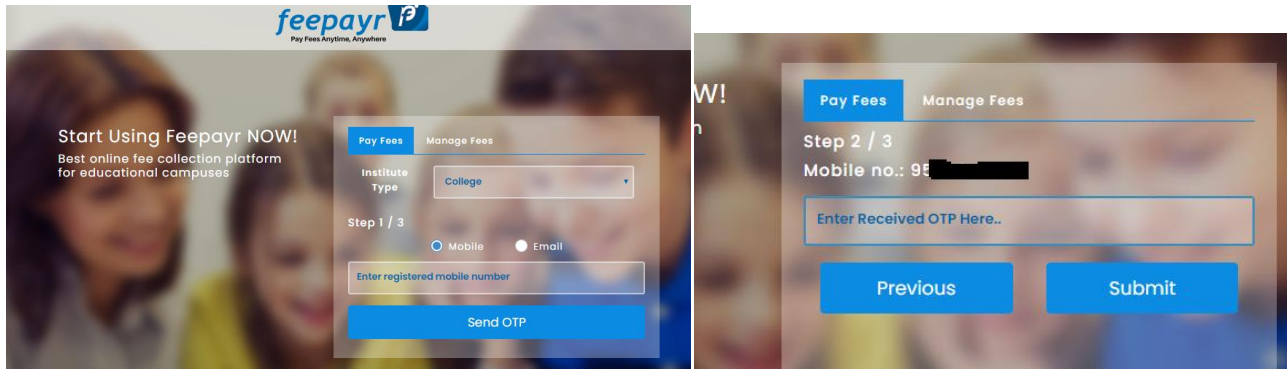 feepayr
Pay Fees Anytime, Anywhere
Start Using Feepayr NOW!
Best online fee collection platform
for educational campuses
Pay Fees
Manage Fees
Institute
Type
College
Step 1 / 3
Mobile
Email
Enter registered mobile number
Send OTP
W!
n
Pay Fees
Manage Fees
Step 2 / 3
Mobile no.: 95
Enter Received OTP Here..
Previous
Submit